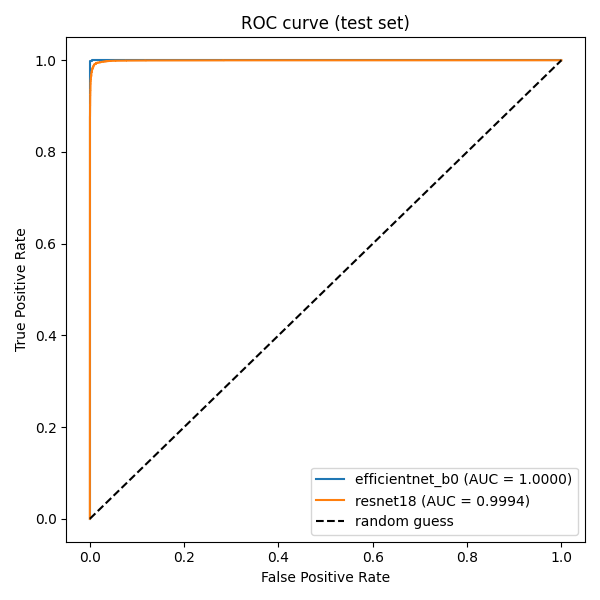 ROC curve (test set)
True Positive Rate
1.0
0.8
0.6
0.4
0.2
0.0
efficientnet_b0 (AUC = 1.0000)
resnet18 (AUC = 0.9994)
random guess
0.0 0.2 0.4 0.6 0.8 1.0
False Positive Rate